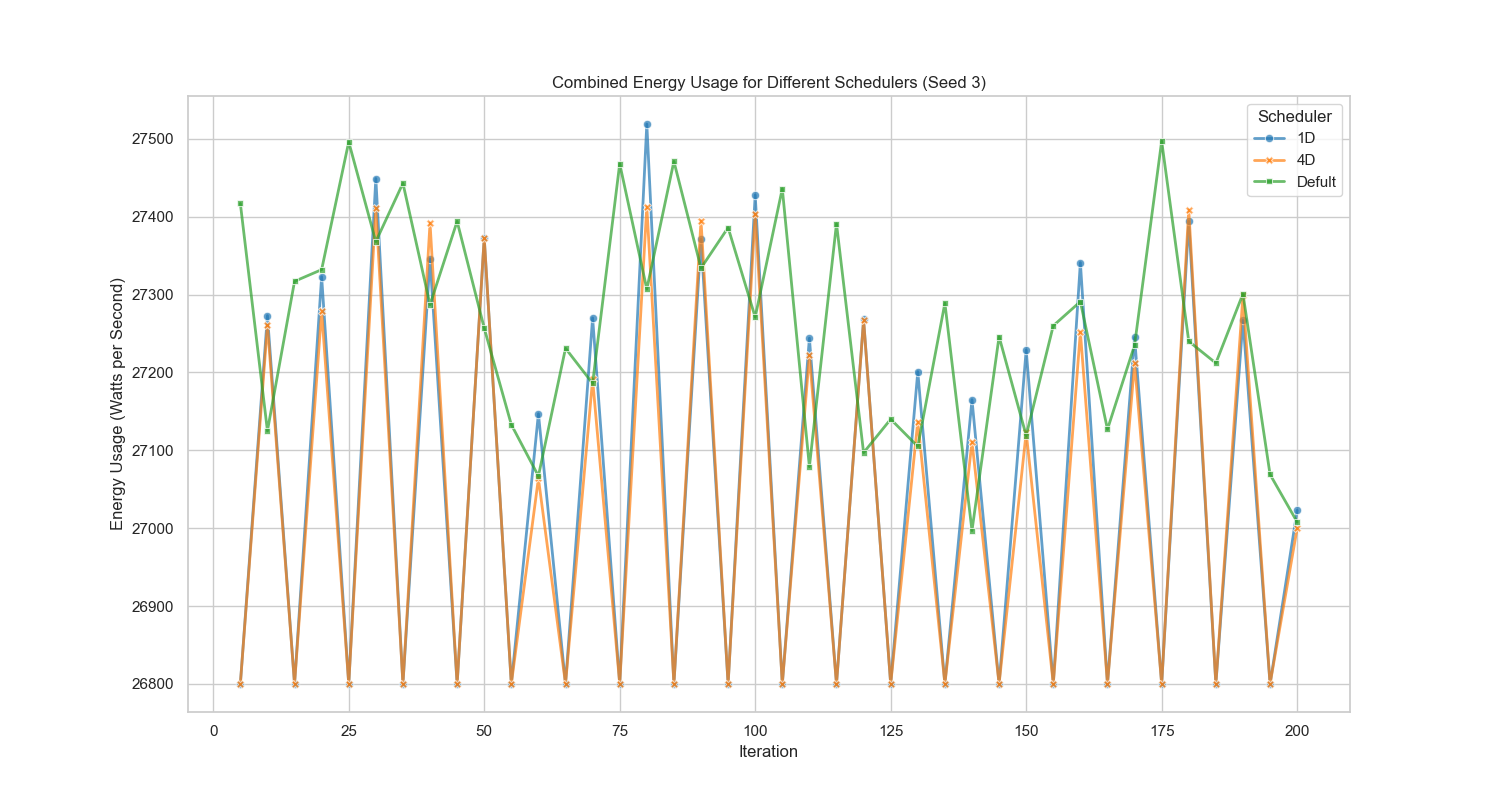 Combined Energy Usage for Different Schedulers (Seed 3)
Scheduler
1D
4D
Defult
Energy Usage (Watts per Second)
27500
27400
27300
27200
27100
27000
26900
26800
0 25 50 75 100 125 150 175 200
Iteration